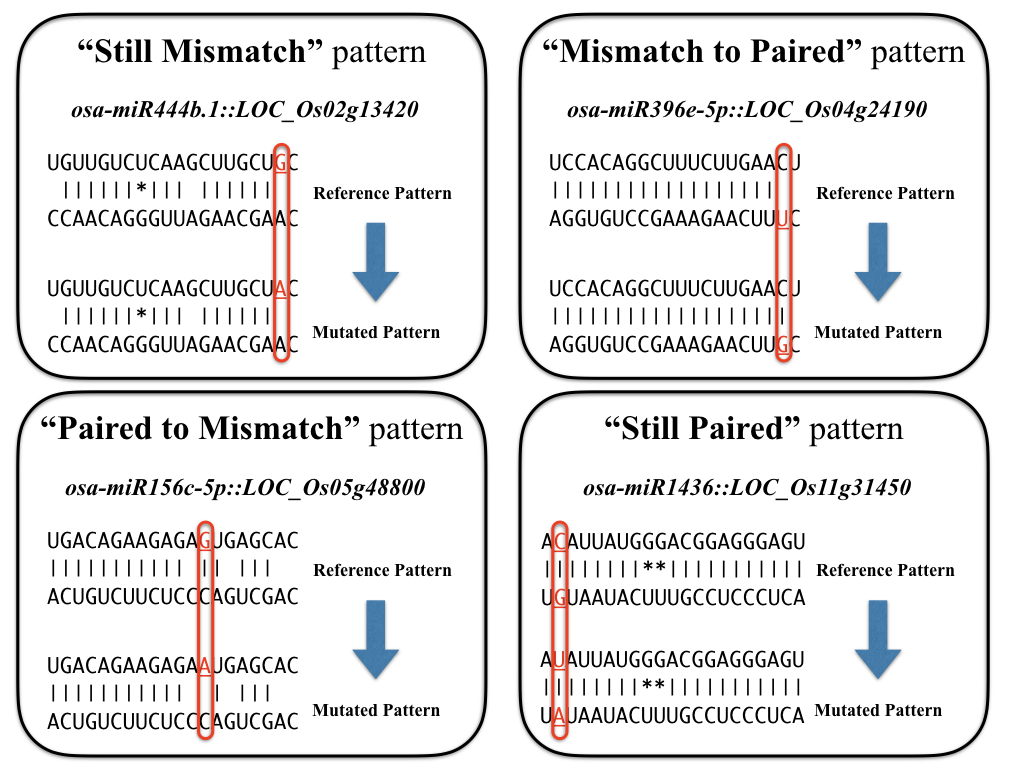 “Still Mismatch” pattern
osa-miR444b.1::LOC_Os02g13420
UGUUGUCUCAAGCUUGCUGC
||||||*||| ||||||
CCAACAGGGUUAGAACGAAC
Reference Pattern
UGUUGUCUCAAGCUUGCUAC
||||||*||| ||||||
CCAACAGGGUUAGAACGAAC
Mutated Pattern
“Mismatch to Paired” pattern
osa-miR396e-5p::LOC_Os04g24190
UCCACAGGCUUUCUUGAACU
||||||||||||||||||
AGGUGUCCGAAAGAACUUUC
Reference Pattern
UCCACAGGCUUUCUUGAACU
|||||||||||||||||||
AGGUGUCCGAAAGAACUUGC
Mutated Pattern
“Paired to Mismatch” pattern
osa-miR156c-5p::LOC_Os05g48800
UGACAGAAGAGAGUGAGCAC
||||||||||| || |||
ACUGUCUUCUCCCAGUCGAC
Reference Pattern
UGACAGAAGAGAAUGAGCAC
||||||||||| | |||
ACUGUCUUCUCCCAGUCGAC
Mutated Pattern
“Still Paired” pattern
osa-miR1436::LOC_Os11g31450
ACAUUAUGGGACGGAGGGAGU
||||||||**|||||||||||
UGUAAUACUUUGCCUCCCUCA
Reference Pattern
AUAUUAUGGGACGGAGGGAGU
||||||||**|||||||||||
UAUAAUACUUUGCCUCCCUCA
Mutated Pattern